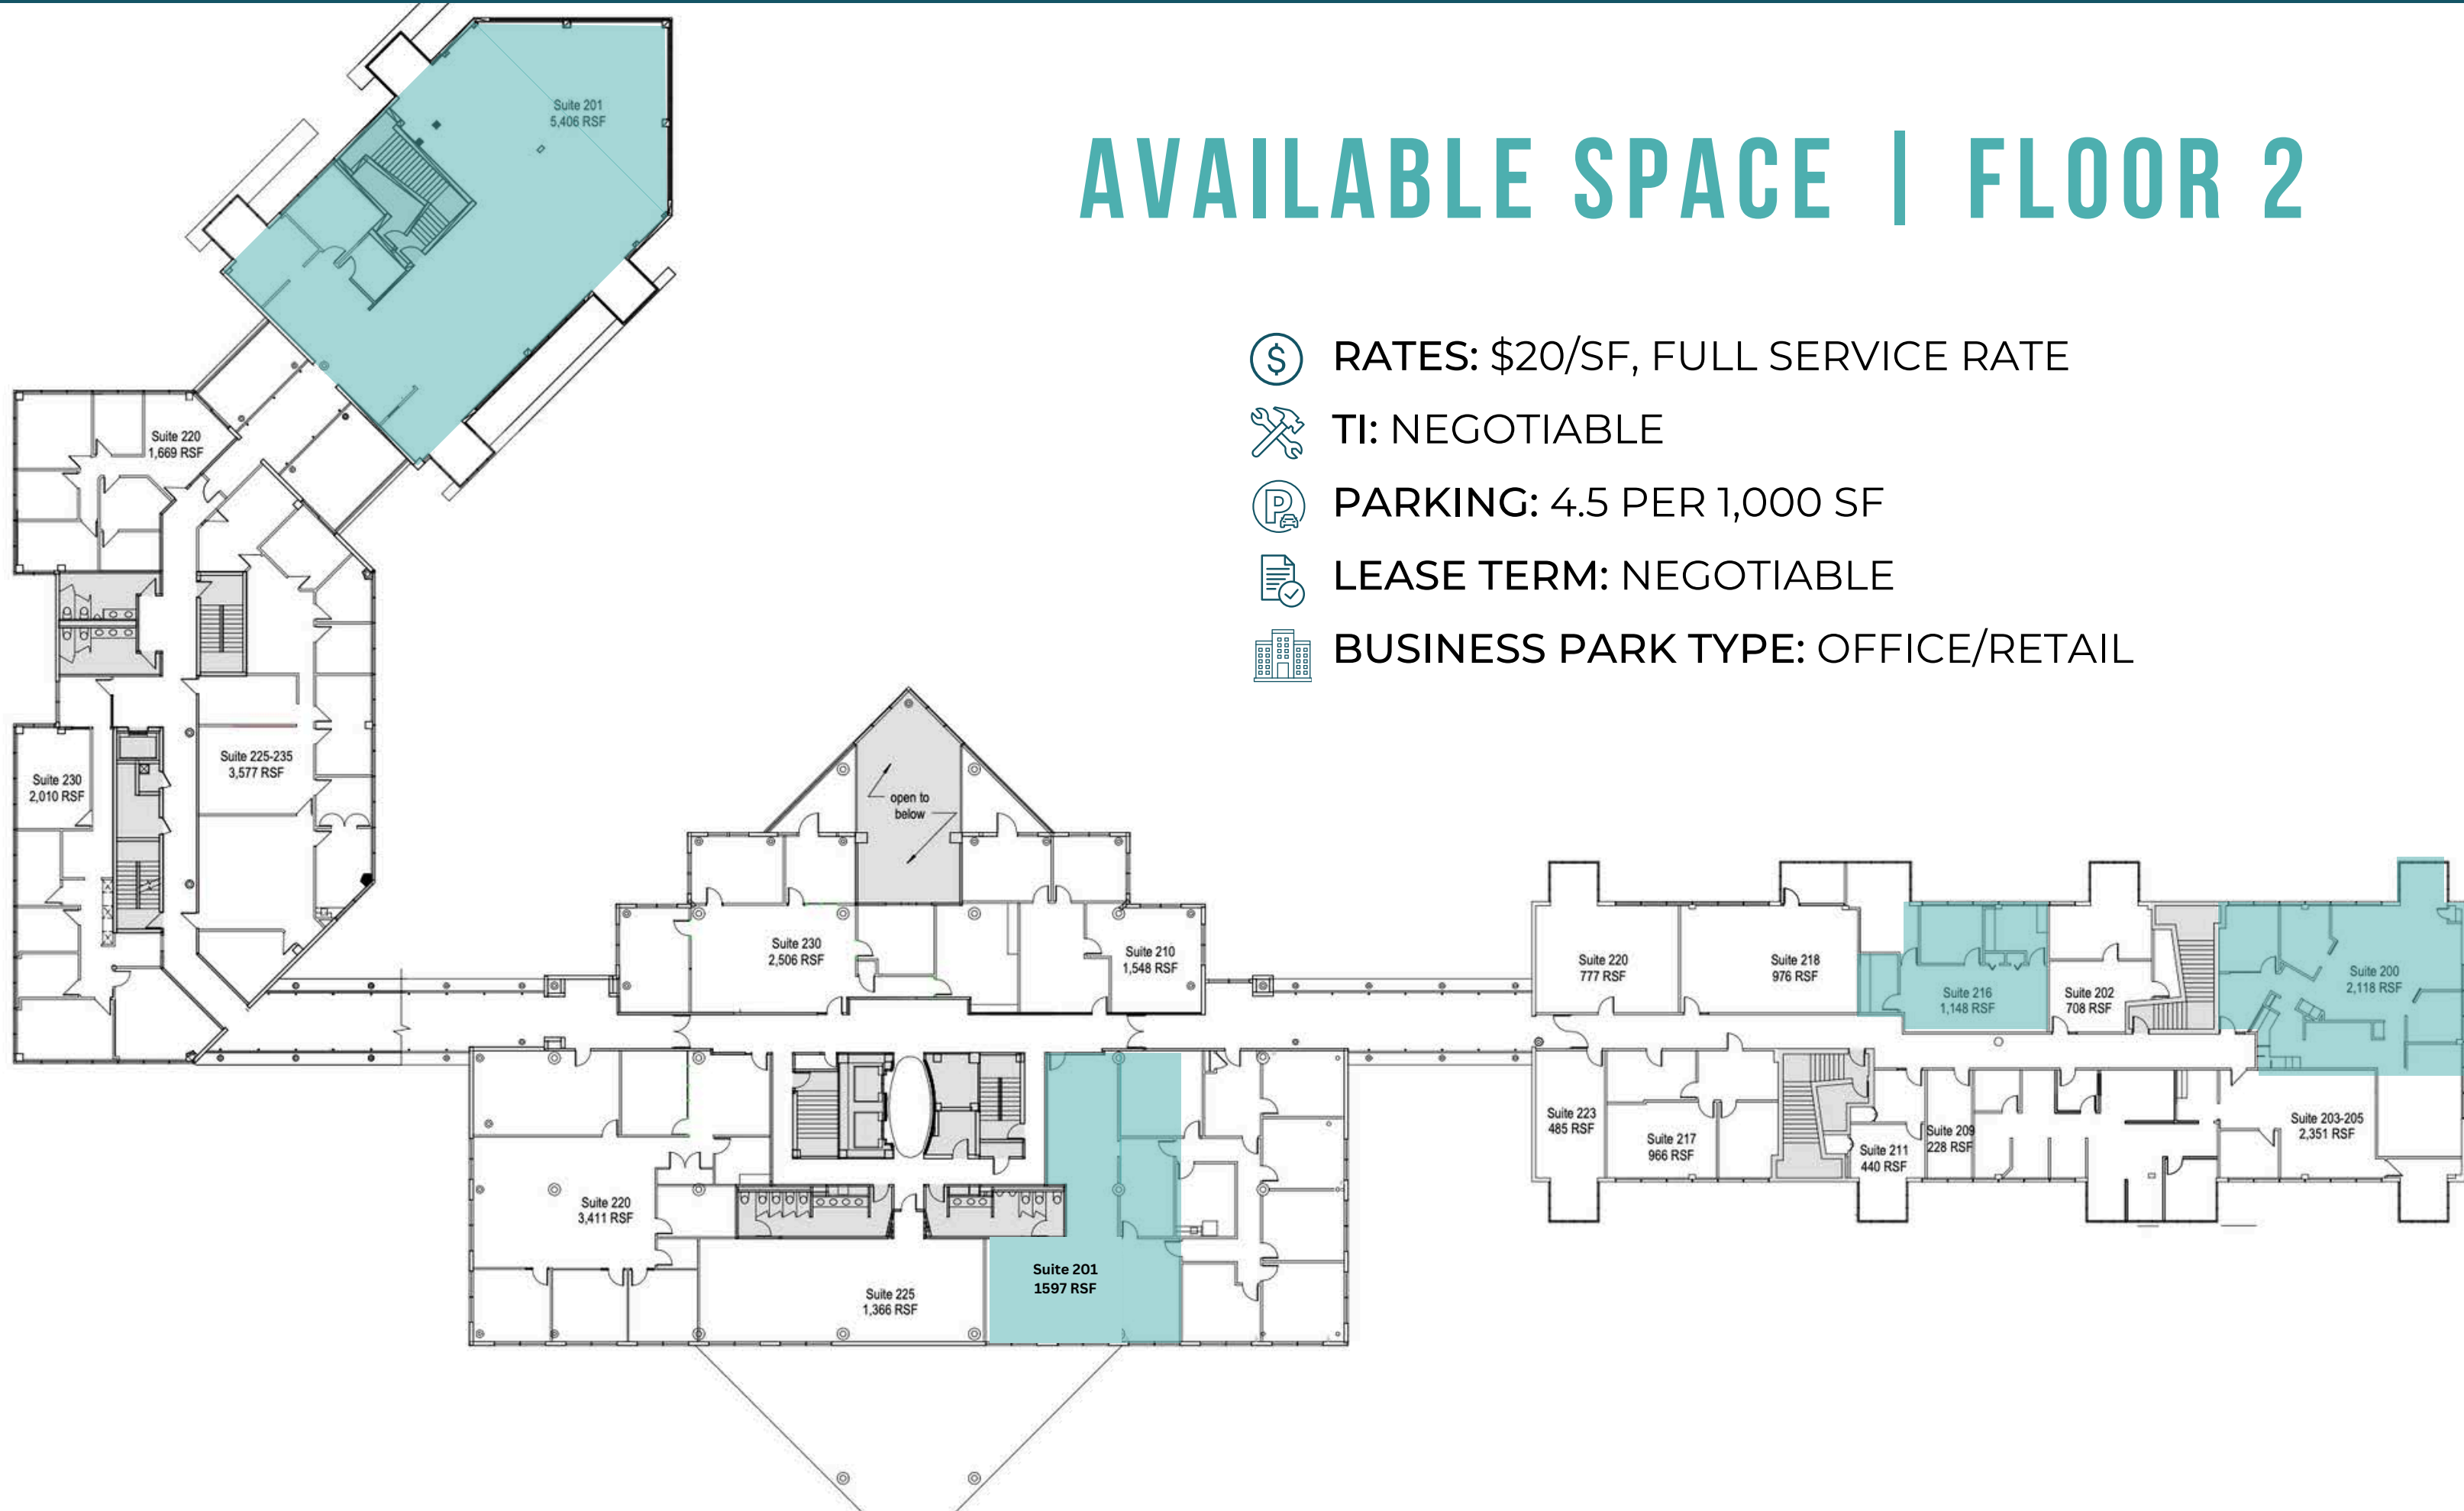 AVAILABLE SPACE | FLOOR 2
RATES: $20/SF, FULL SERVICE RATE
TI: NEGOTIABLE
PARKING: 4.5 PER 1,000 SF
LEASE TERM: NEGOTIABLE
BUSINESS PARK TYPE: OFFICE/RETAIL
Suite 201
5,406 RSF
Suite 220
1,669 RSF
Suite 225-235
3,577 RSF
Suite 230
2,010 RSF
open to
below
Suite 230
2,506 RSF
Suite 210
1,548 RSF
Suite 220
777 RSF
Suite 218
976 RSF
Suite 216
1,148 RSF
Suite 202
708 RSF
Suite 200
2,118 RSF
Suite 223
485 RSF
Suite 217
966 RSF
Suite 211
440 RSF
Suite 209
228 RSF
Suite 203-205
2,351 RSF
Suite 220
3,411 RSF
Suite 225
1,366 RSF
Suite 201
1597 RSF